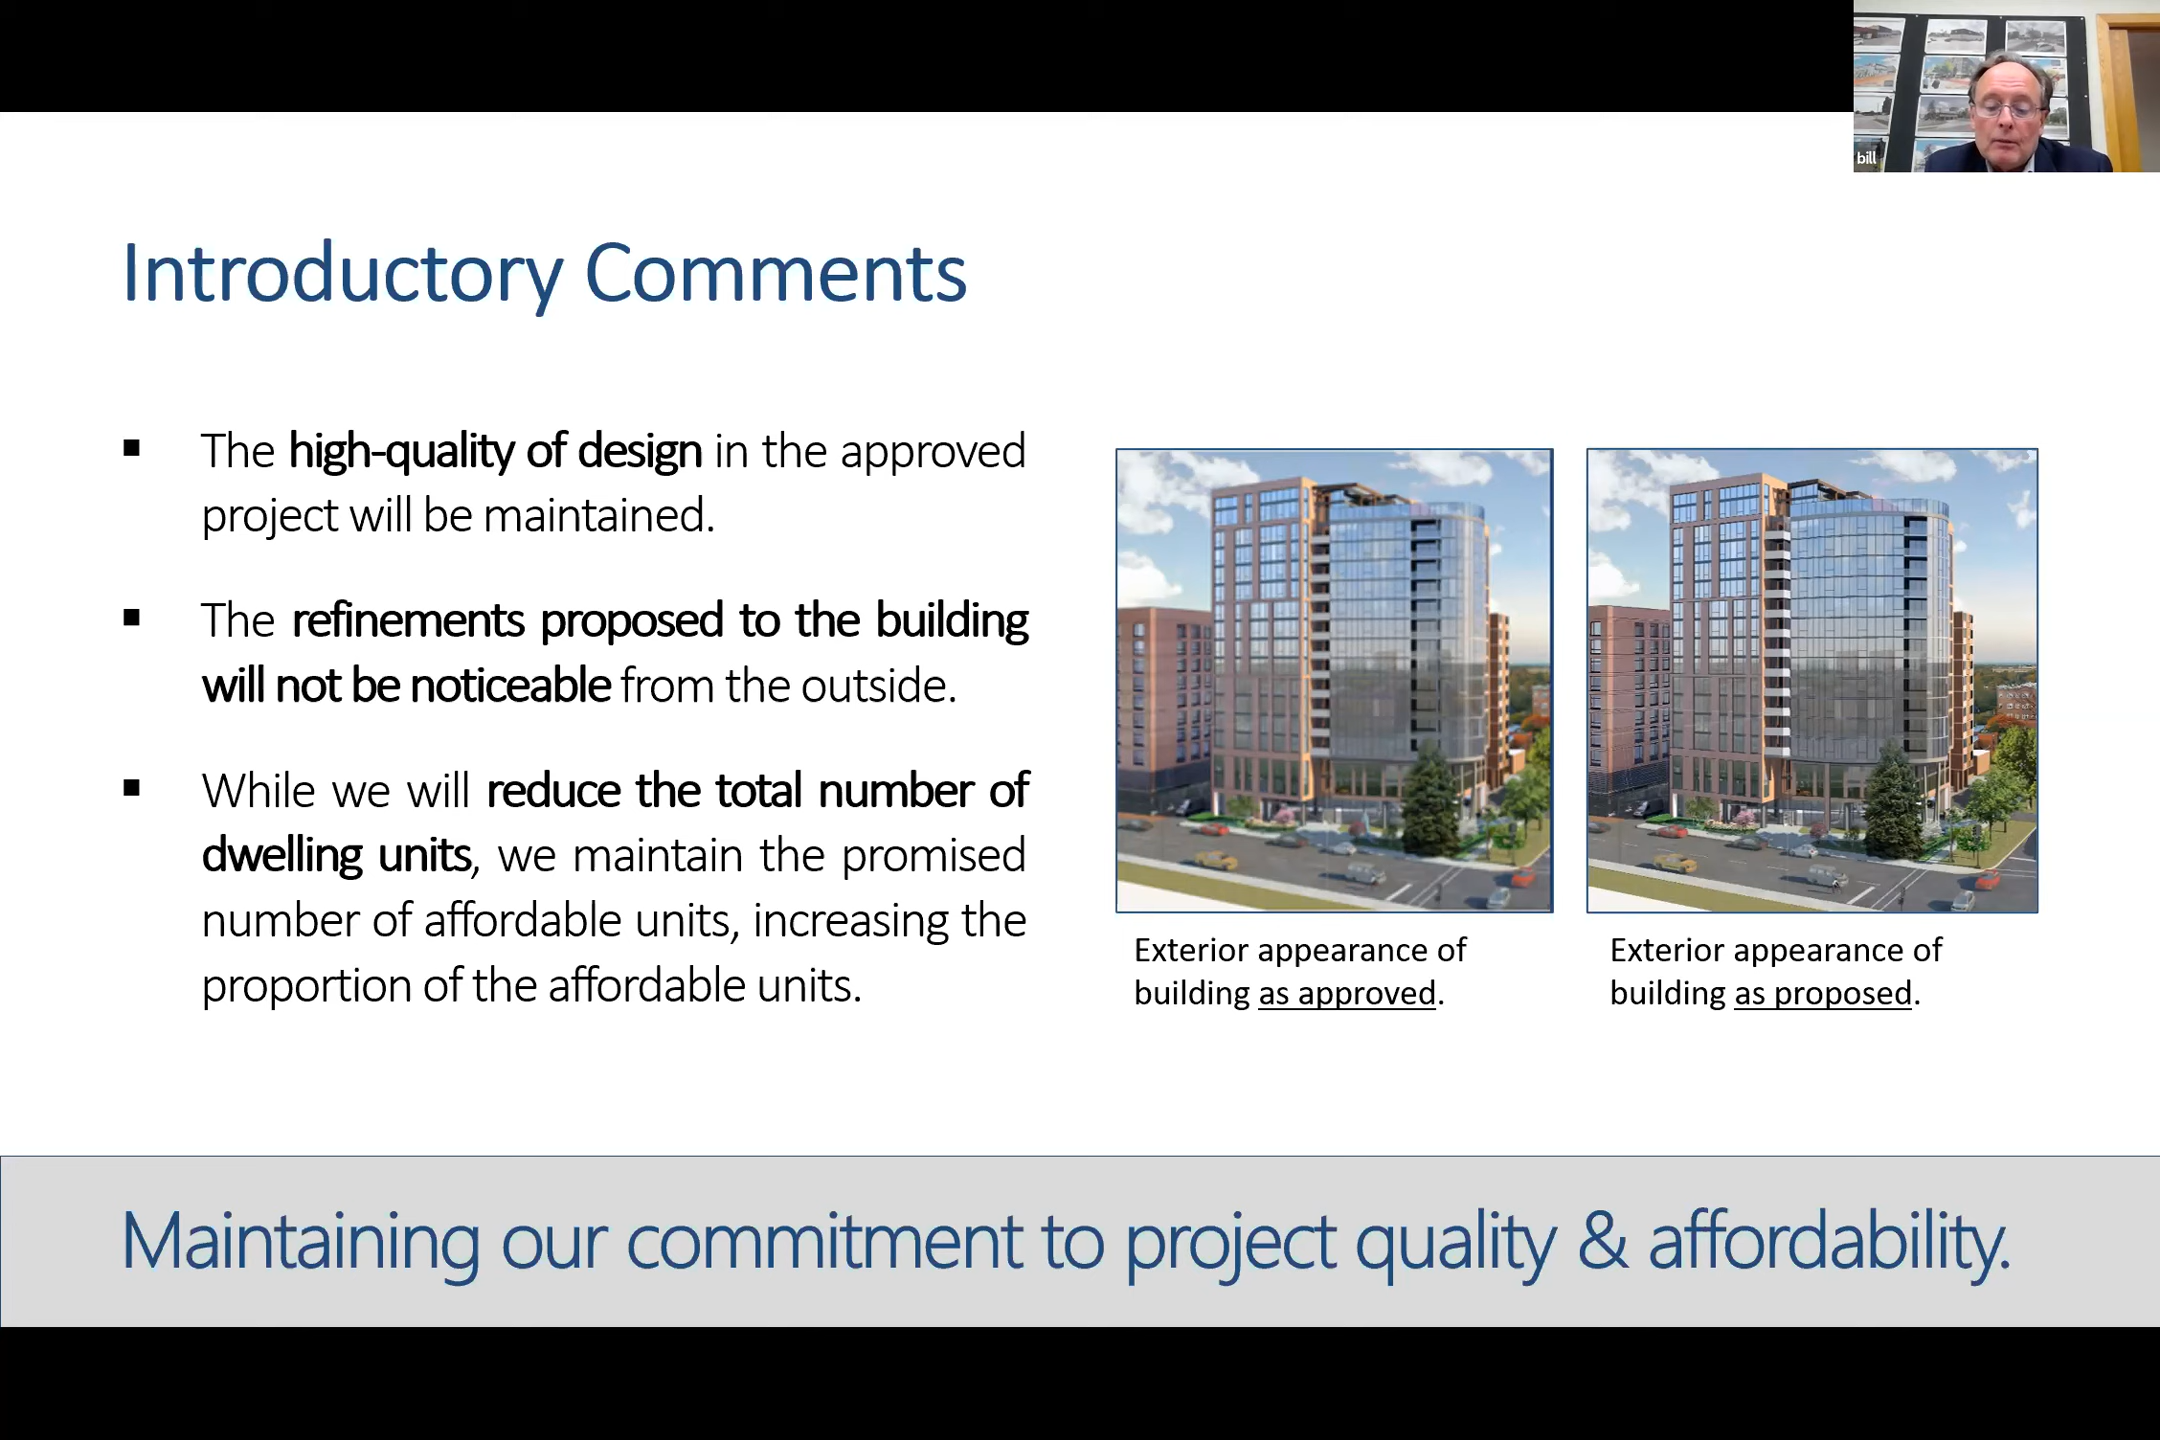 bill
Introductory Comments
▪ The high-quality of design in the approved
project will be maintained.
▪ The refinements proposed to the building
will not be noticeable from the outside.
▪ While we will reduce the total number of
dwelling units, we maintain the promised
number of affordable units, increasing the
proportion of the affordable units.
Exterior appearance of
building as approved.
Exterior appearance of
building as proposed.
Maintaining our commitment to project quality & affordability.